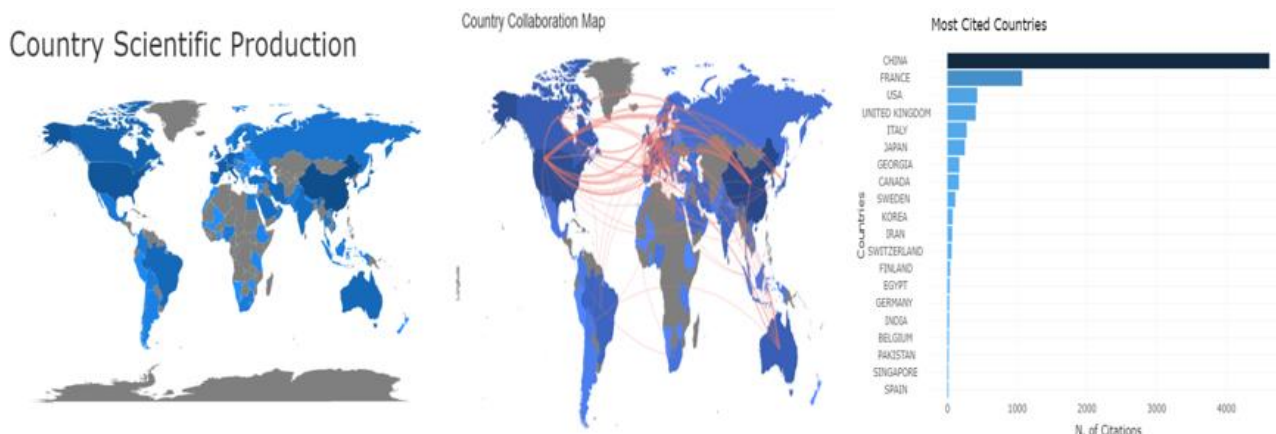 Country Scientific Production
Country Collaboration Map
Longitude
Most Cited Countries
Countries
CHINA
FRANCE
USA
UNITED KINGDOM
ITALY
JAPAN
GEORGIA
CANADA
SWEDEN
KOREA
IRAN
SWITZERLAND
FINLAND
EGYPT
GERMANY
INDIA
BELGIUM
PAKISTAN
SINGAPORE
SPAIN
0 1000 2000 3000 4000
N. of Citations